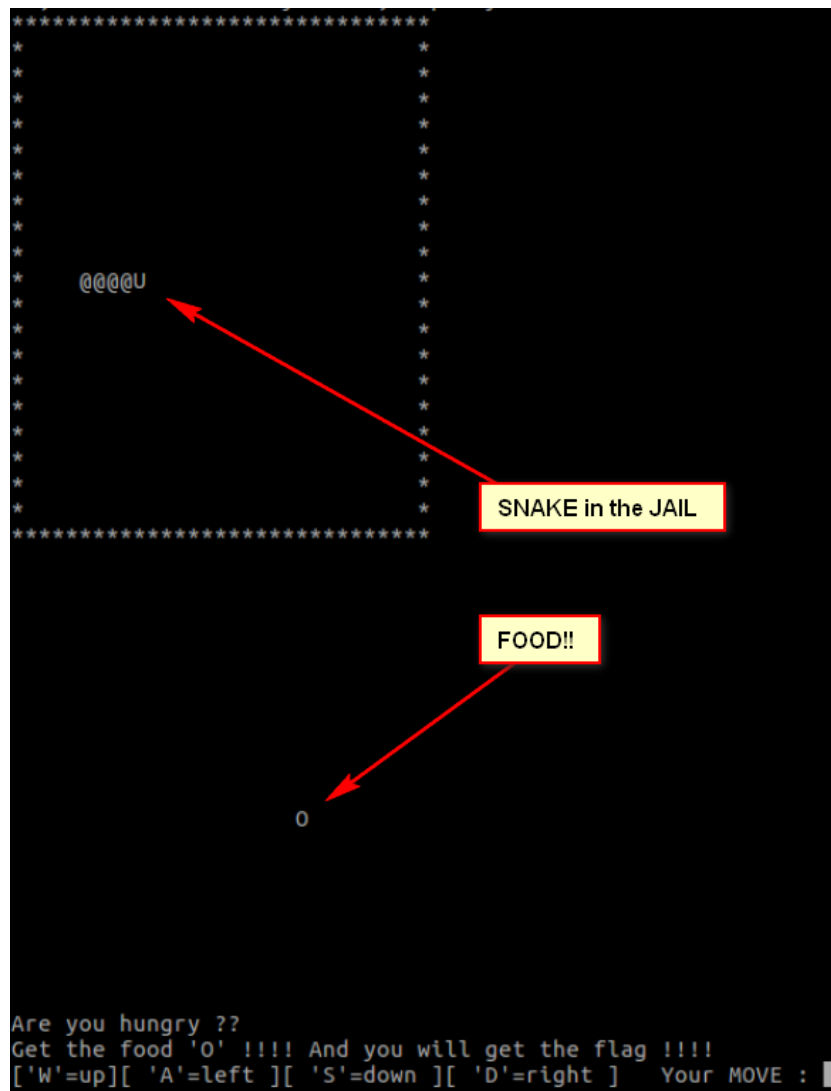 *******************************
*                             *
*                             *
*                             *
*                             *
*                             *
*                             *
*                             *
*                             *
*                             *
*    @@@@U                    *
*                             *
*                             *
*                             *
*                             *
*                             *
*                             *
*                             *
*                             *
*                             *
*******************************
SNAKE in the JAIL
FOOD!!
O
Are you hungry ??
Get the food 'O' !!!! And you will get the flag !!!!
['W'=up][ 'A'=left ][ 'S'=down ][ 'D'=right ]   Your MOVE :